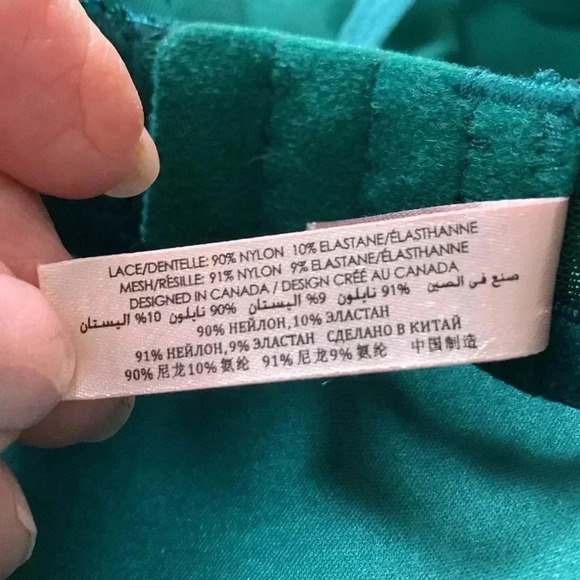 LACE/DENTELLE: 90% NYLON 10% ELASTANE/ÉLASTHANNE
MESH/RÉSILLE: 91% NYLON 9% ELASTANE/ÉLASTHANNE
DESIGNED IN CANADA / DESIGN CRÉÉ AU CANADA
صنع في الصين
90% نايلون 10% اليستان 91% نايلون 9% اليستان
90% НЕЙЛОН,10% ЭЛАСТАН
91% НЕЙЛОН,9% ЭЛАСТАН СДЕЛАНО В КИТАЙ
90% 尼龙10% 氨纶 91% 尼龙9% 氨纶 中国制造